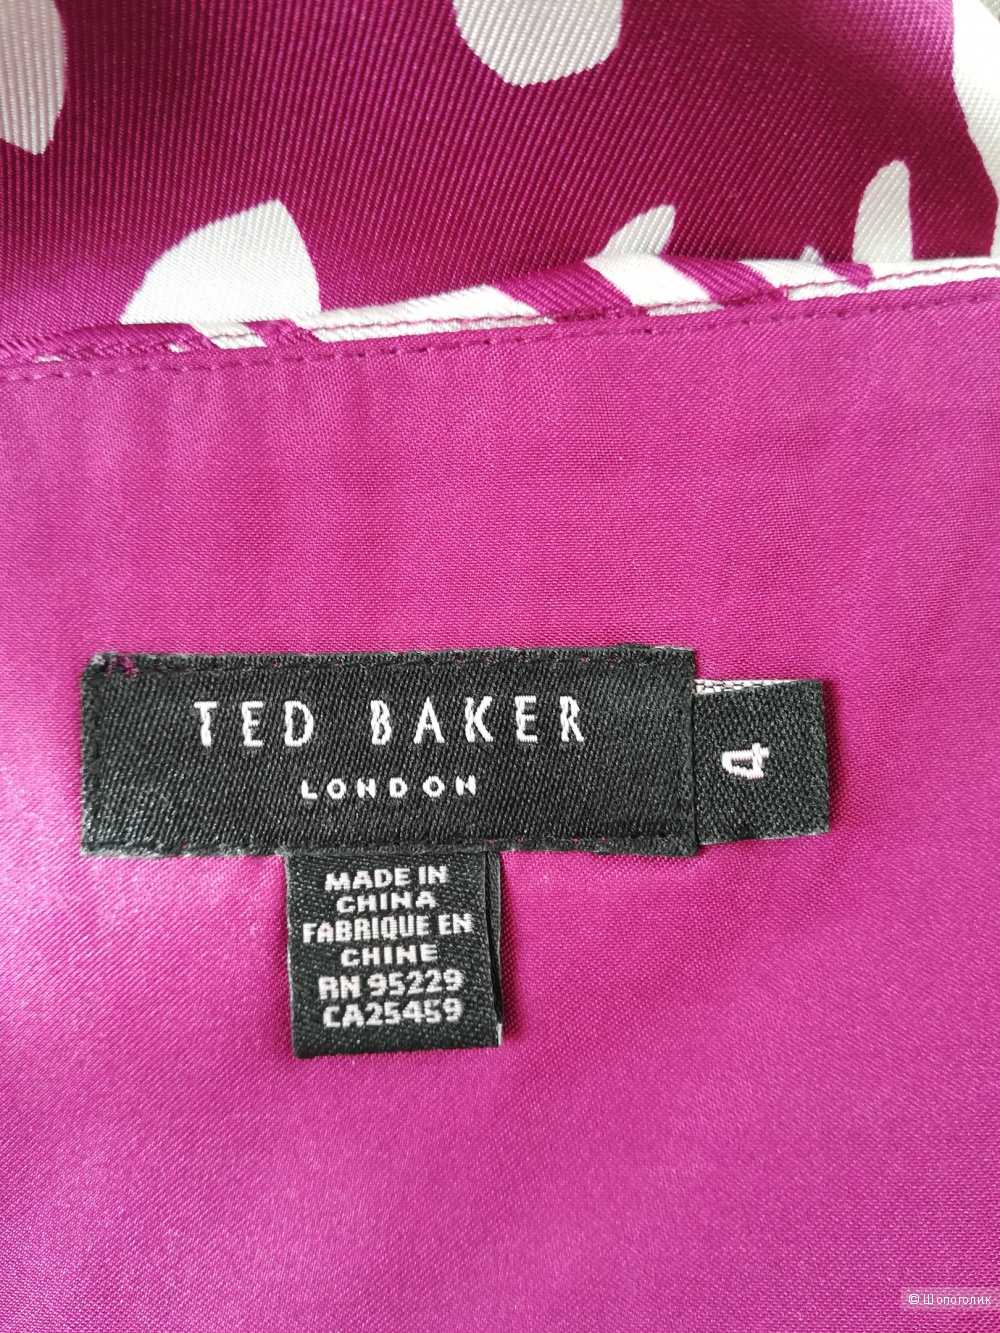 TED BAKER
LONDON
4
MADE IN
CHINA
FABRIQUE EN
CHINE
RN 95229
CA25459
© Шопоголик